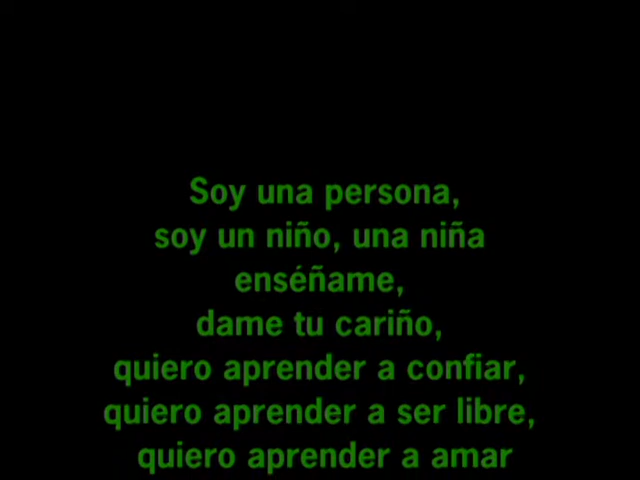 Soy una persona,
soy un niño, una niña
enséñame,
dame tu cariño,
quiero aprender a confiar,
quiero aprender a ser libre,
quiero aprender a amar